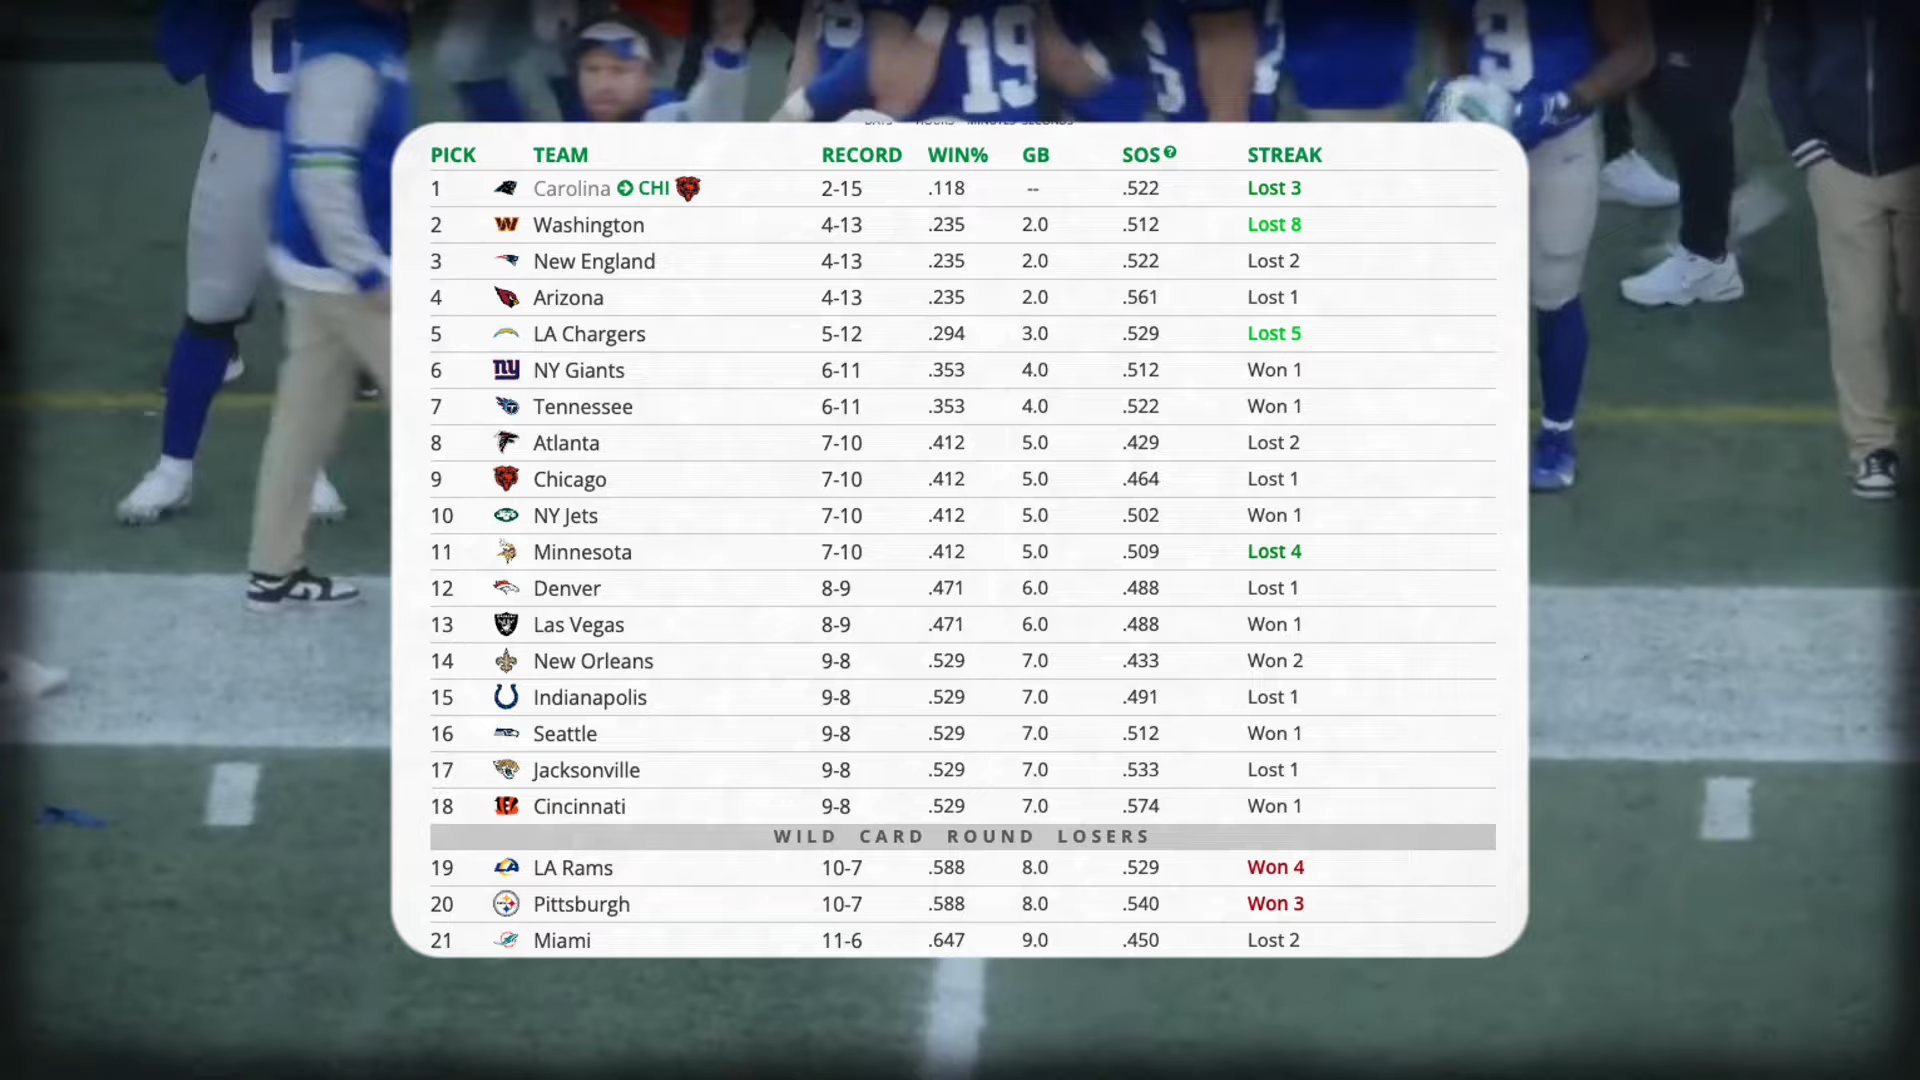 PICK TEAM RECORD WIN% GB SOS STREAK
1 Carolina CHI 2-15 .118 -- .522 Lost 3
2 Washington 4-13 .235 2.0 .512 Lost 8
3 New England 4-13 .235 2.0 .522 Lost 2
4 Arizona 4-13 .235 2.0 .561 Lost 1
5 LA Chargers 5-12 .294 3.0 .529 Lost 5
6 NY Giants 6-11 .353 4.0 .512 Won 1
7 Tennessee 6-11 .353 4.0 .522 Won 1
8 Atlanta 7-10 .412 5.0 .429 Lost 2
9 Chicago 7-10 .412 5.0 .464 Lost 1
10 NY Jets 7-10 .412 5.0 .502 Won 1
11 Minnesota 7-10 .412 5.0 .509 Lost 4
12 Denver 8-9 .471 6.0 .488 Lost 1
13 Las Vegas 8-9 .471 6.0 .488 Won 1
14 New Orleans 9-8 .529 7.0 .433 Won 2
15 Indianapolis 9-8 .529 7.0 .491 Lost 1
16 Seattle 9-8 .529 7.0 .512 Won 1
17 Jacksonville 9-8 .529 7.0 .533 Lost 1
18 Cincinnati 9-8 .529 7.0 .574 Won 1
WILD CARD ROUND LOSERS
19 LA Rams 10-7 .588 8.0 .529 Won 4
20 Pittsburgh 10-7 .588 8.0 .540 Won 3
21 Miami 11-6 .647 9.0 .450 Lost 2
19
9